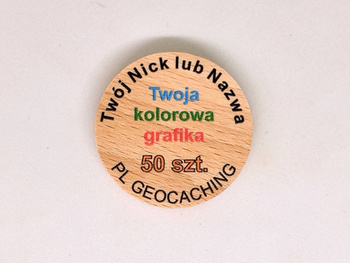 Twój Nick lub Nazwa
Twoja
kolorowa
grafika
50 szt.
PL GEOCACHING